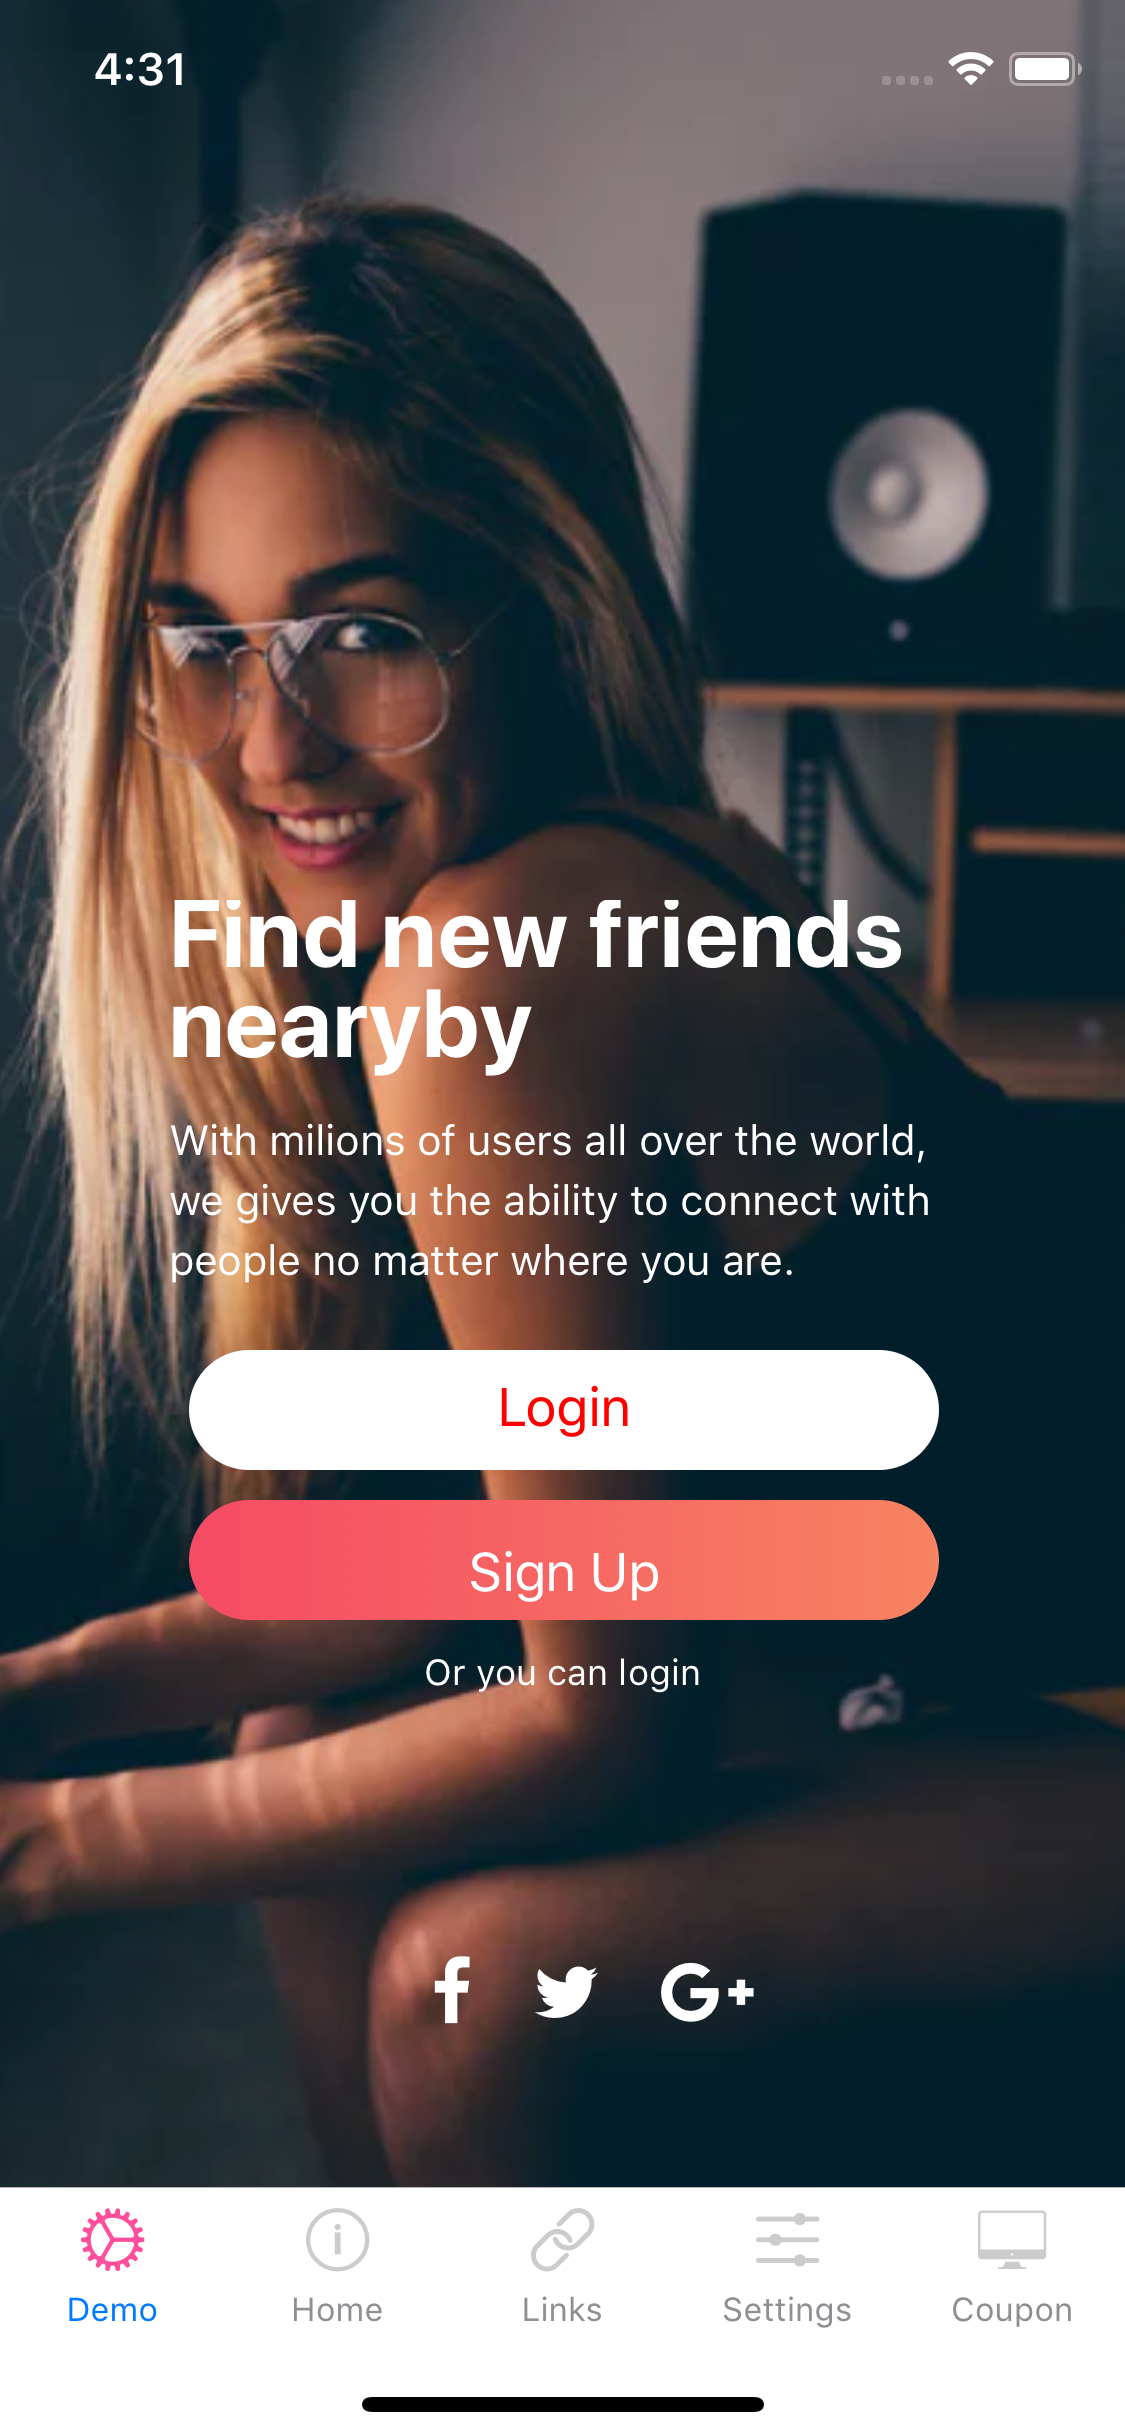 4:31
Find new friends
nearyby
With milions of users all over the world,
we gives you the ability to connect with
people no matter where you are.
Login
Sign Up
Or you can login
f G+
Demo Home Links Settings Coupon